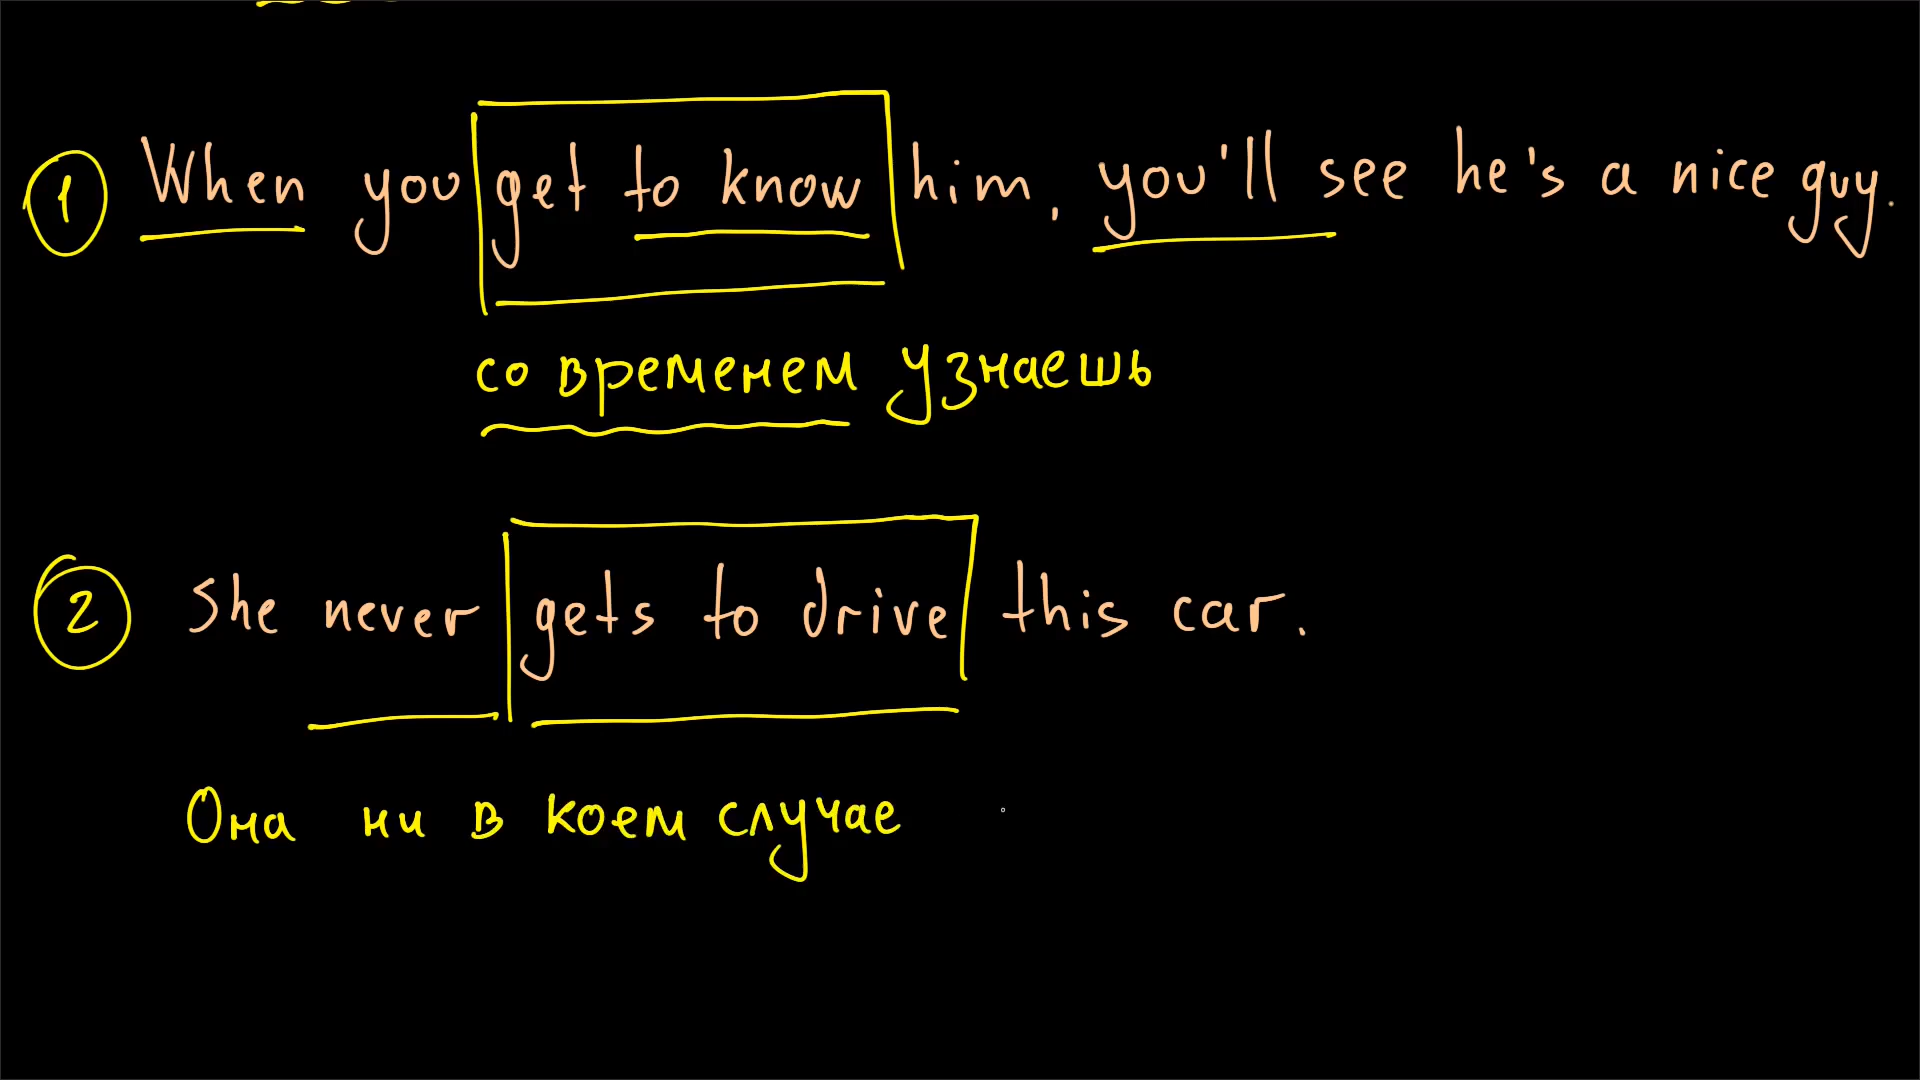 1 When you get to know him, you'll see he's a nice guy.
со временем узнаешь
2 She never gets to drive this car.
Она ни в коем случае